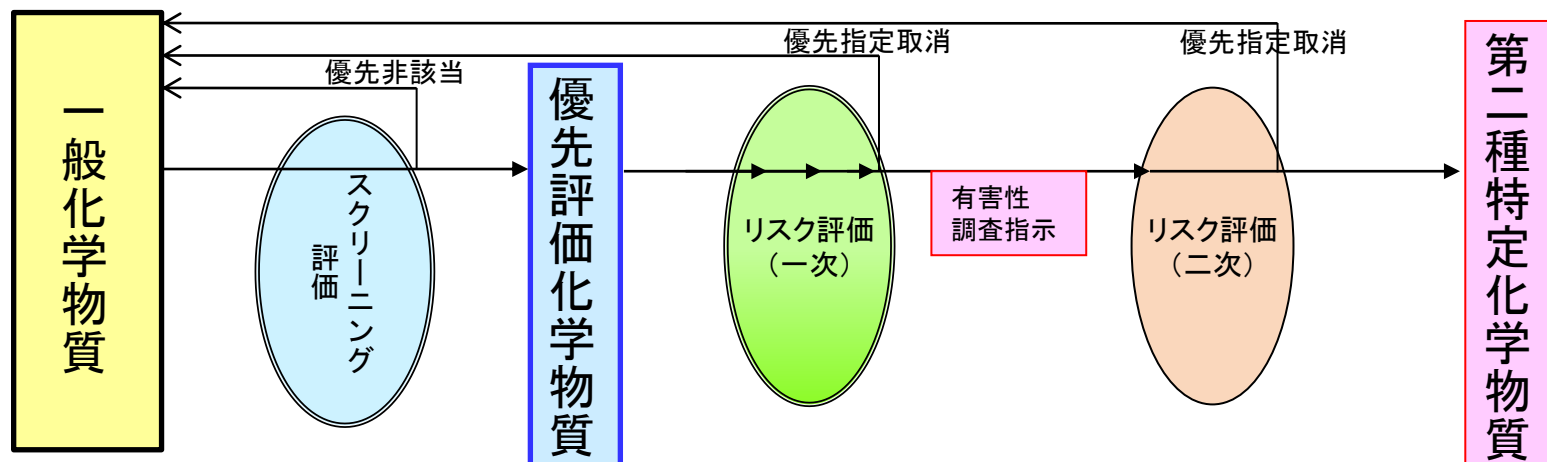 一般化学物質
優先非該当
スクリーニング
評価
優先評価化学物質
優先指定取消
リスク評価
（一次）
有害性
調査指示
優先指定取消
リスク評価
（二次）
第二種特定化学物質